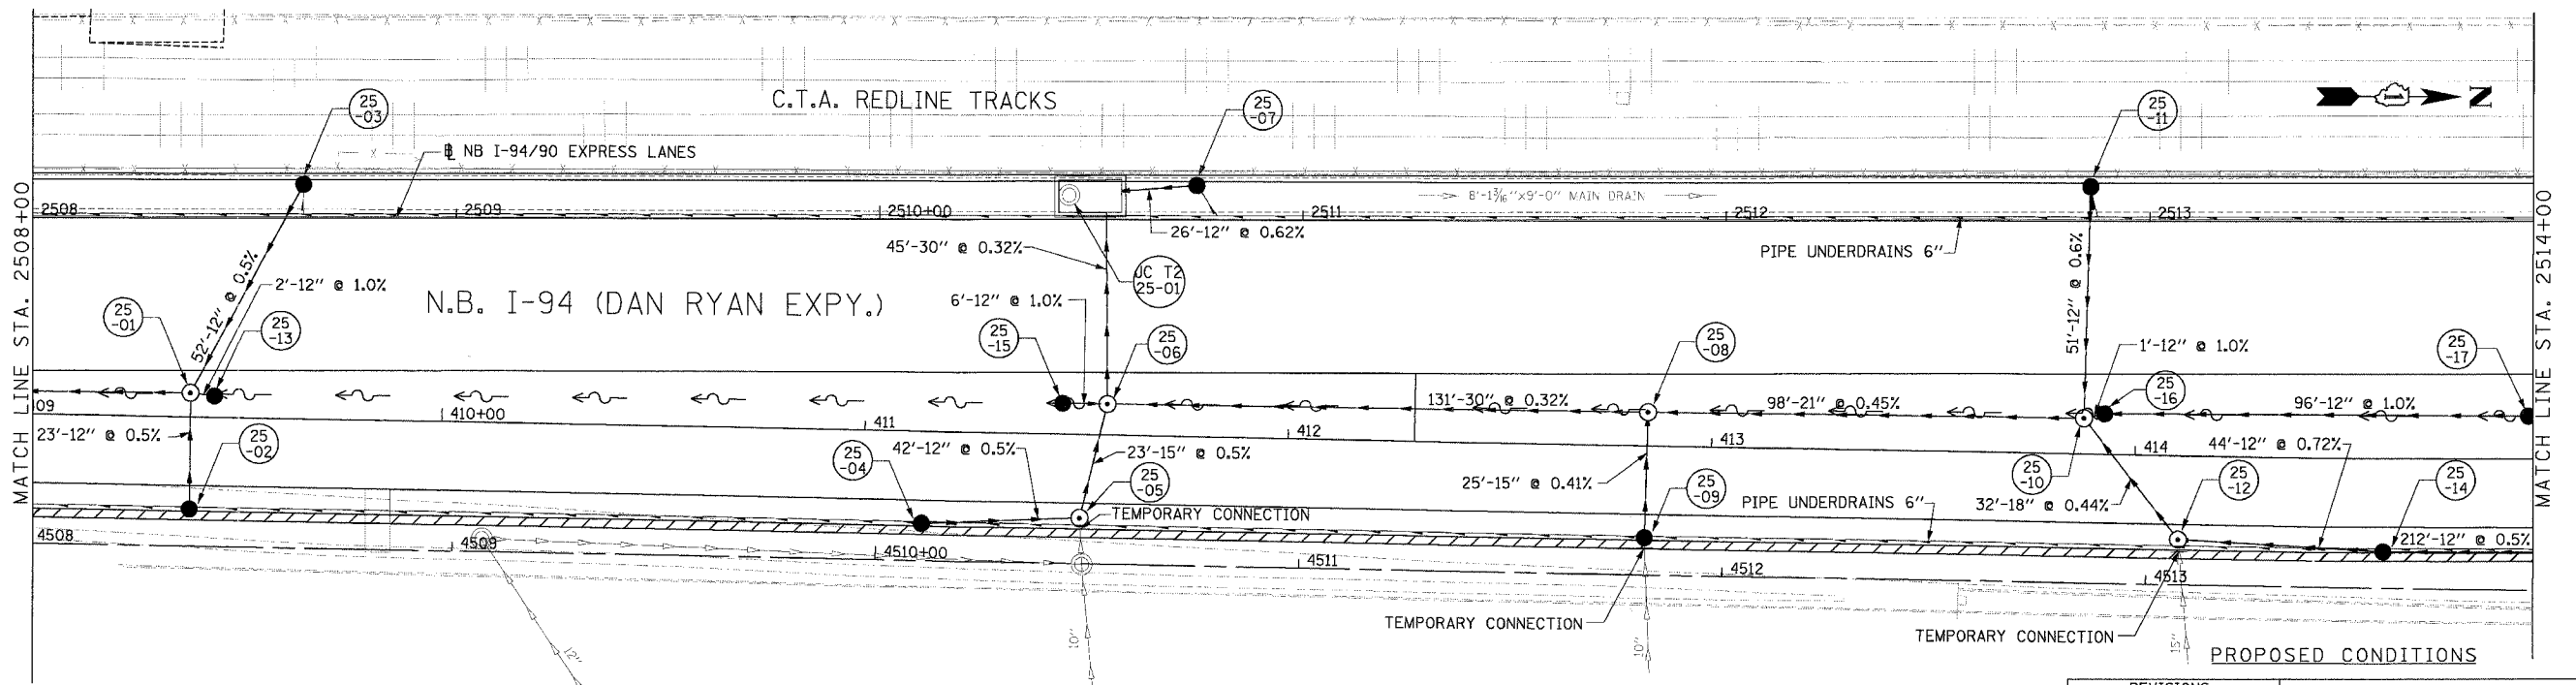 C.T.A. REDLINE TRACKS
25
-03
25
-07
25
-11
N
NB I-94/90 EXPRESS LANES
MATCH LINE STA. 2508+00
MATCH LINE STA. 2514+00
2508
2509
2510+00
2511
2512
2513
8'-1 3/16"x9'-0" MAIN DRAIN
26'-12" @ 0.62%
45'-30" @ 0.32%
PIPE UNDERDRAINS 6"
52'-12" @ 0.5%
2'-12" @ 1.0%
N.B. I-94 (DAN RYAN EXPY.)
6'-12" @ 1.0%
JC T2
25-01
51'-12" @ 0.6%
25
-01
25
-13
25
-15
25
-06
25
-08
1'-12" @ 1.0%
25
-16
25
-17
131'-30" @ 0.32%
98'-21" @ 0.45%
96'-12" @ 1.0%
09
410+00
411
412
413
414
23'-12" @ 0.5%
25
-02
25
-04
42'-12" @ 0.5%
23'-15" @ 0.5%
25
-05
25'-15" @ 0.41%
25
-09
25
-10
44'-12" @ 0.72%
25
-12
25
-14
PIPE UNDERDRAINS 6"
32'-18" @ 0.44%
TEMPORARY CONNECTION
212'-12" @ 0.5%
4508
4509
4510+00
4511
4512
4513
TEMPORARY CONNECTION
TEMPORARY CONNECTION
12"
10"
10"
15"
PROPOSED CONDITIONS
REVISIONS